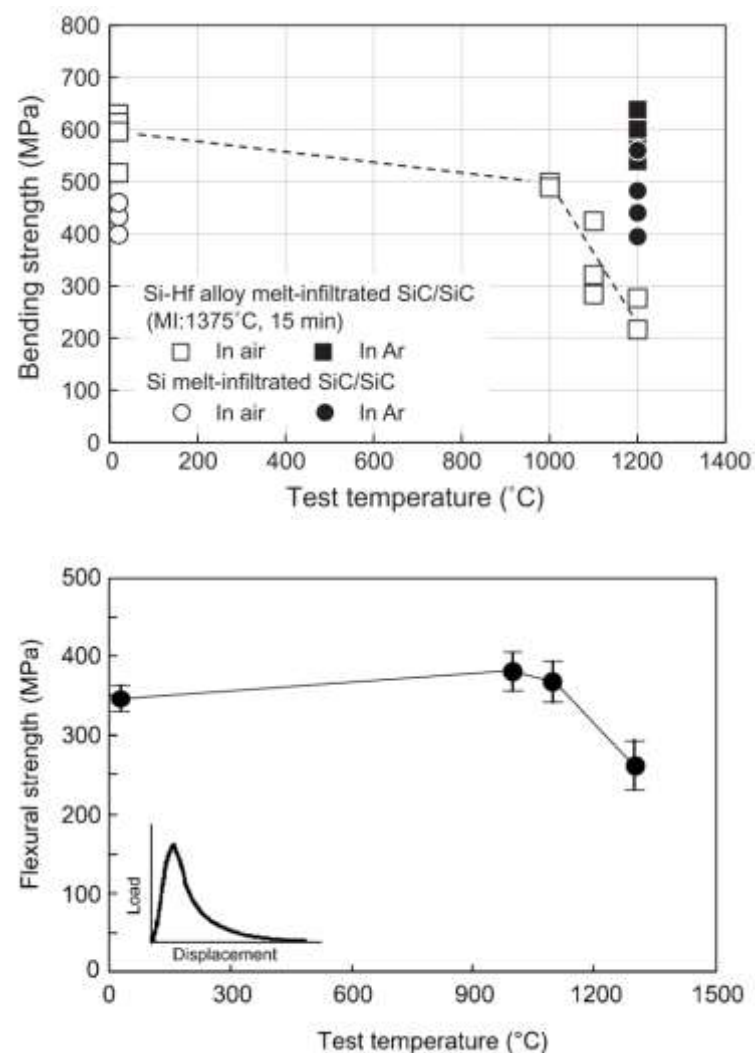 800
700
600
500
400
300
200
100
0
Bending strength (MPa)
Si-Hf alloy melt-infiltrated SiC/SiC
(MI:1375˚C, 15 min)
In air In Ar
Si melt-infiltrated SiC/SiC
In air In Ar
0 200 400 600 800 1000 1200 1400
Test temperature (˚C)
500
400
300
200
100
0
Flexural strength (MPa)
Load
Displacement
0 300 600 900 1200 1500
Test temperature (°C)